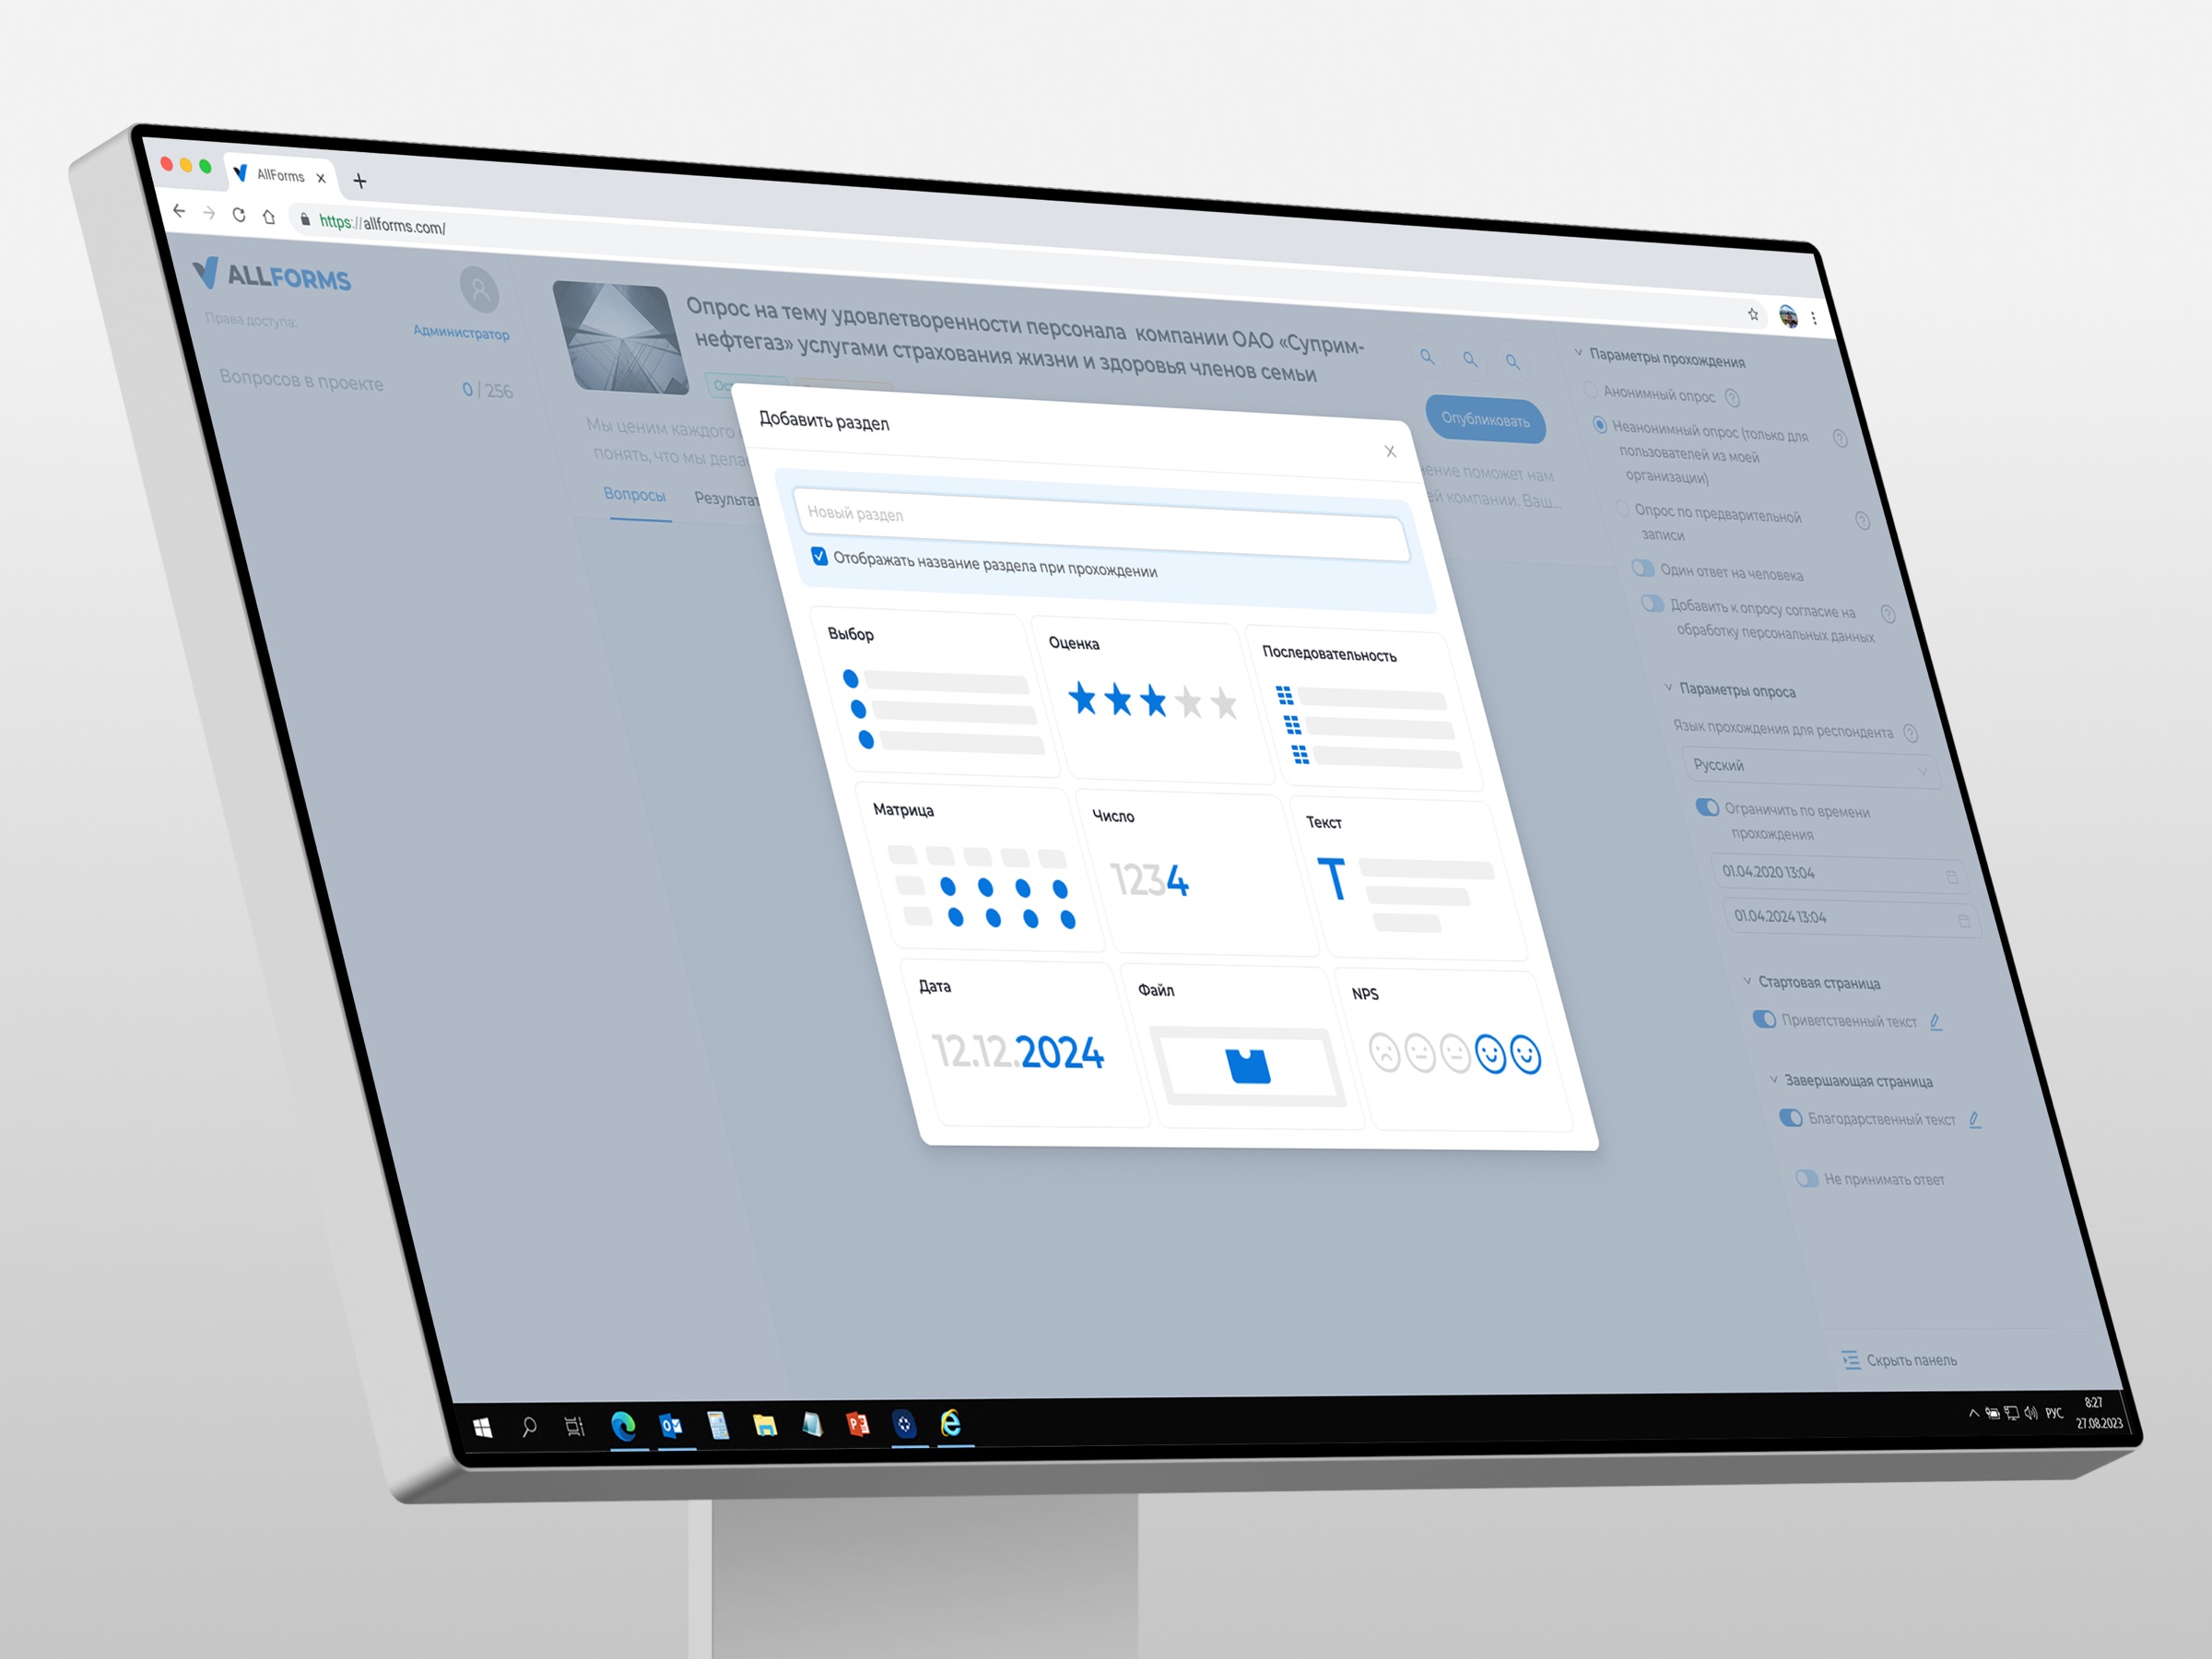 AllForms
https://allforms.com/
ALLFORMS
Права доступа:
Администратор
Вопросов в проекте
0 / 256
Опрос на тему удовлетворенности персонала компании ОАО «Суприм-
нефтегаз» услугами страхования жизни и здоровья членов семьи
Опубликовать
Мы ценим каждого
понять, что мы
поможет нам
компании. Ваш...
Вопросы
Добавить раздел
Новый раздел
Отображать название раздела при прохождении
Выбор
Оценка
Последовательность
Матрица
Число
1234
Текст
T
Дата
12.12.2024
Файл
NPS
Параметры прохождения
Анонимный опрос
Неанонимный опрос (только для
пользователей из моей
организации)
Опрос по предварительной
записи
Один ответ на человека
Добавить к опросу согласие на
обработку персональных данных
Параметры опроса
Язык прохождения для респондента
Русский
Ограничить по времени
прохождения
01.04.2020 13:04
01.04.2024 13:04
Стартовая страница
Приветственный текст
Завершающая страница
Благодарственный текст
Не принимать ответ
Скрыть панель
РУС
8:27
27.08.2023